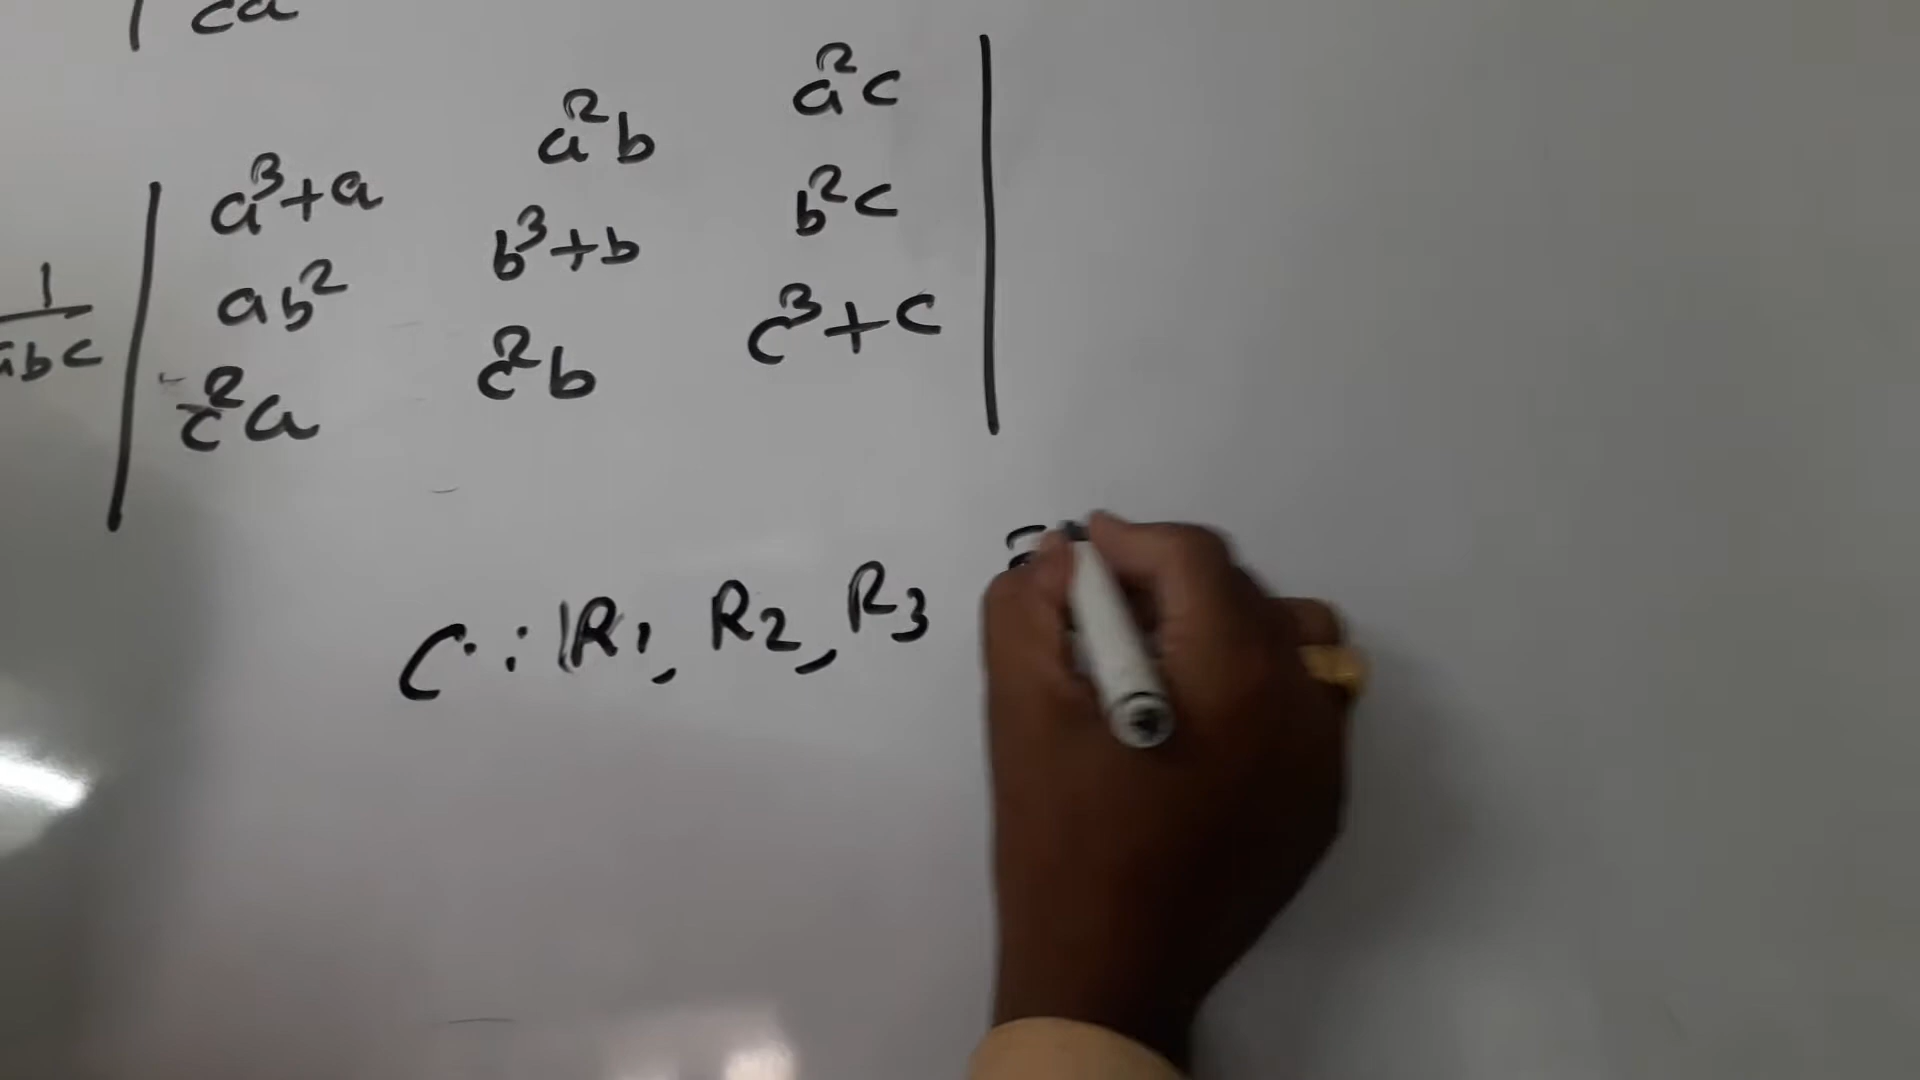 ca
a³+a a²b a²c
1/abc ab² b³+b b²c
c²a c²b c³+c
C : R1, R2, R3